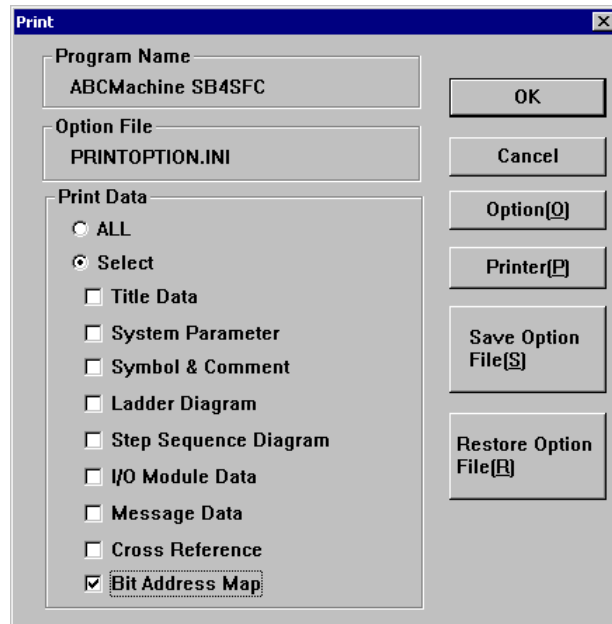 Print
Program Name
ABCMachine SB4SFC
Option File
PRINTOPTION.INI
Print Data
ALL
Select
Title Data
System Parameter
Symbol & Comment
Ladder Diagram
Step Sequence Diagram
I/O Module Data
Message Data
Cross Reference
Bit Address Map
OK
Cancel
Option(O)
Printer(P)
Save Option
File(S)
Restore Option
File(R)